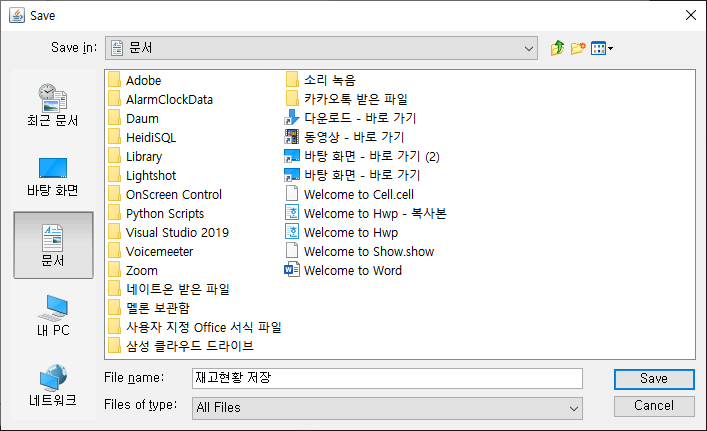 Save
Save in:
문서
최근 문서
바탕 화면
문서
내 PC
네트워크
Adobe
AlarmClockData
Daum
HeidiSQL
Library
Lightshot
OnScreen Control
Python Scripts
Visual Studio 2019
Voicemeeter
Zoom
네이트온 받은 파일
멜론 보관함
사용자 지정 Office 서식 파일
삼성 클라우드 드라이브
소리 녹음
카카오톡 받은 파일
다운로드 - 바로 가기
동영상 - 바로 가기
바탕 화면 - 바로 가기 (2)
바탕 화면 - 바로 가기
Welcome to Cell.cell
Welcome to Hwp - 복사본
Welcome to Hwp
Welcome to Show.show
Welcome to Word
File name:
재고현황 저장
Save
Files of type:
All Files
Cancel